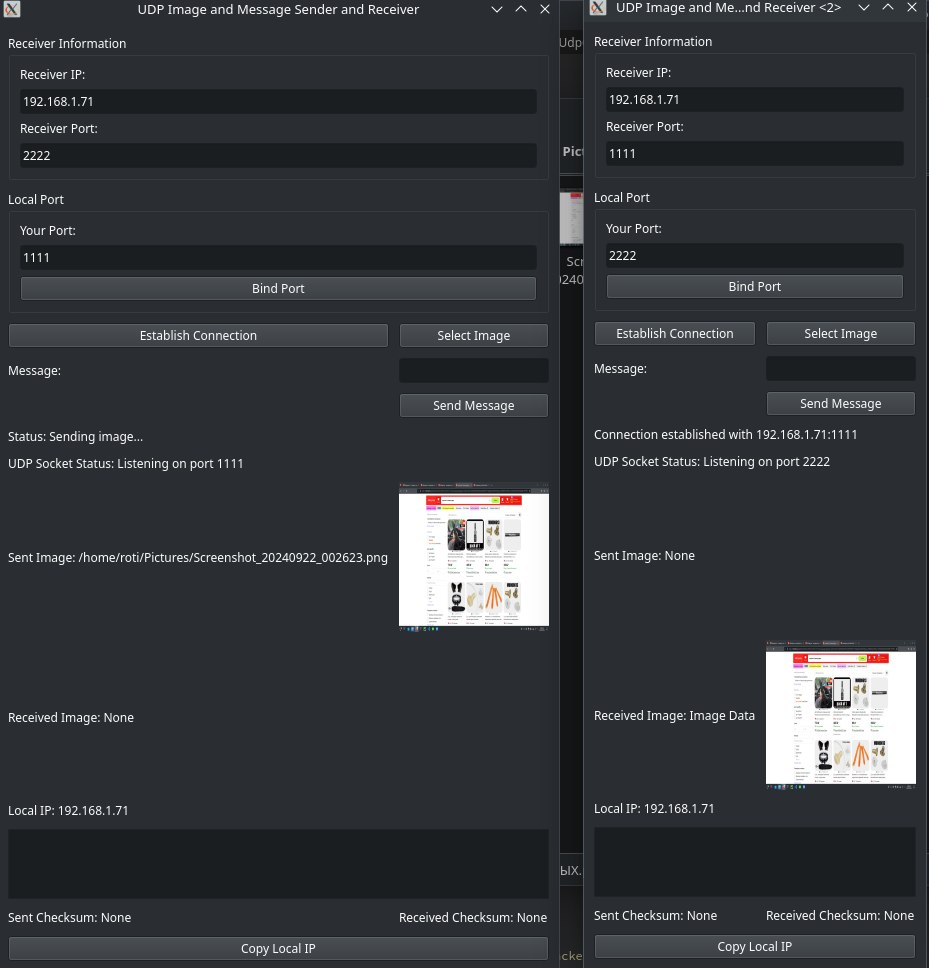 UDP Image and Message Sender and Receiver
Receiver Information
Receiver IP:
192.168.1.71
Receiver Port:
2222
Local Port
Your Port:
1111
Bind Port
Establish Connection
Select Image
Message:
Send Message
Status: Sending image...
UDP Socket Status: Listening on port 1111
Sent Image: /home/roti/Pictures/Screenshot_20240922_002623.png
Received Image: None
Local IP: 192.168.1.71
Sent Checksum: None
Received Checksum: None
Copy Local IP
Udp
Pict
Scr
024
ЫХ.
cke
UDP Image and Me...nd Receiver <2>
Receiver Information
Receiver IP:
192.168.1.71
Receiver Port:
1111
Local Port
Your Port:
2222
Bind Port
Establish Connection
Select Image
Message:
Send Message
Connection established with 192.168.1.71:1111
UDP Socket Status: Listening on port 2222
Sent Image: None
Received Image: Image Data
Local IP: 192.168.1.71
Sent Checksum: None
Received Checksum: None
Copy Local IP